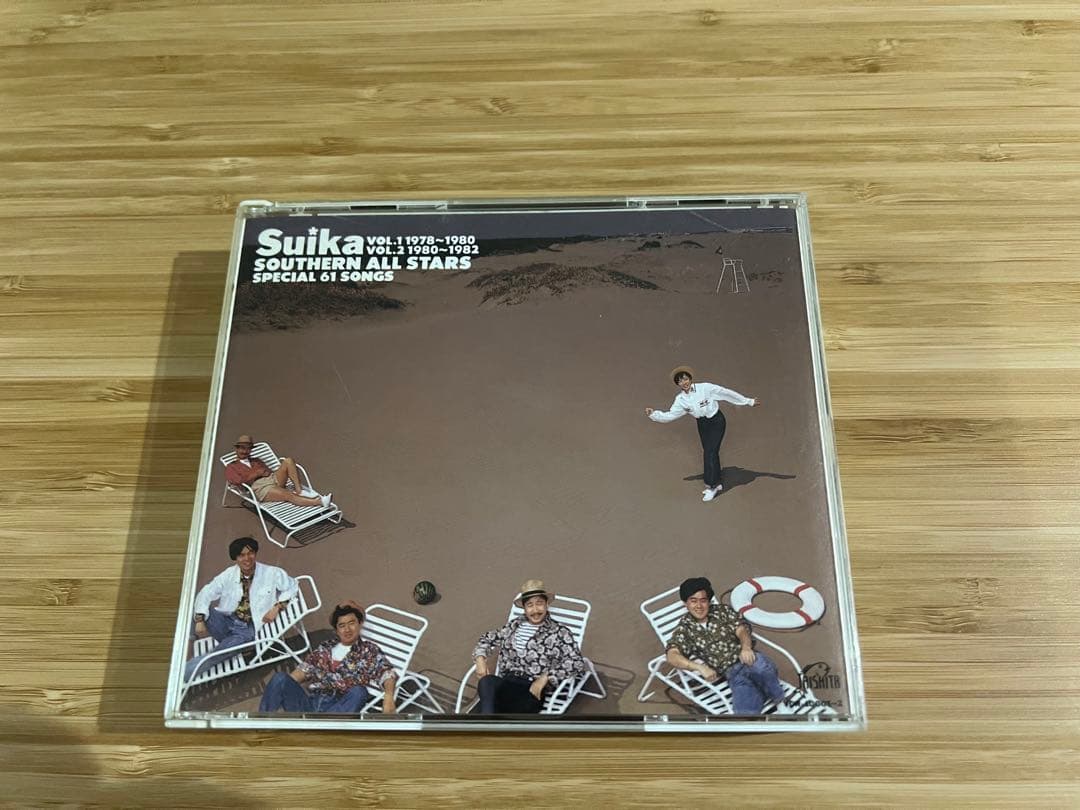 Suika VOL.1 1978~1980
VOL.2 1980~1982
SOUTHERN ALL STARS
SPECIAL 61 SONGS
TAISHITA